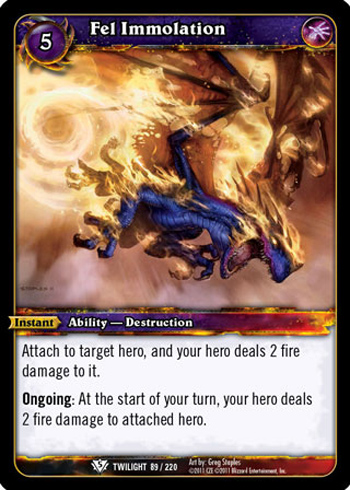 5
Fel Immolation
STAPLES
Instant
Ability — Destruction
Attach to target hero, and your hero deals 2 fire
damage to it.
Ongoing: At the start of your turn, your hero deals
2 fire damage to attached hero.
TWILIGHT 89 / 220
Art by: Greg Staples
©2011 CZE ©2011 Blizzard Entertainment, Inc.